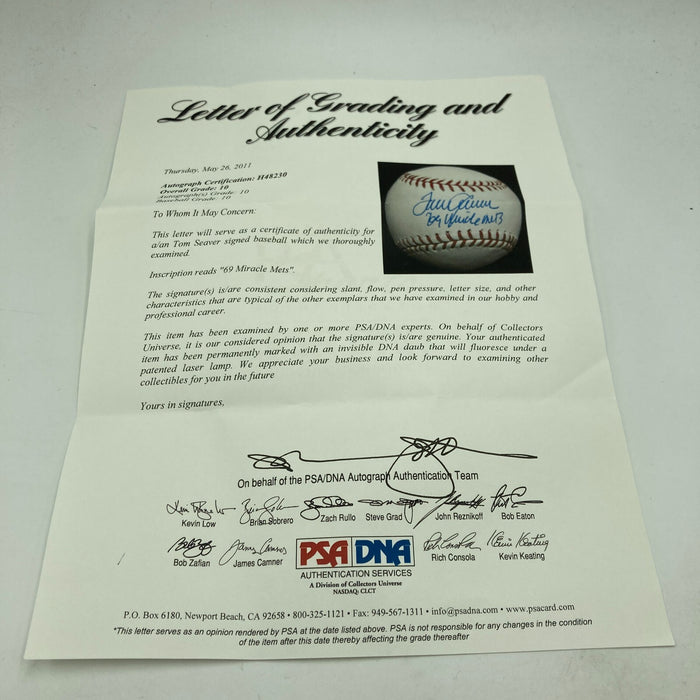 Letter of Grading and
Authenticity
Thursday, May 26, 2011
Autograph Certification: H48230
Overall Grade: 10
Autograph(s) Grade: 10
Baseball Grade: 10
To Whom It May Concern:
This letter will serve as a certificate of authenticity for
a/an Tom Seaver signed baseball which we thoroughly
examined.
Inscription reads "69 Miracle Mets".
Tom Seaver
69 Miracle Mets
The signature(s) is/are consistent considering slant, flow, pen pressure, letter size, and other
characteristics that are typical of the other exemplars that we have examined in our hobby and
professional career.
This item has been examined by one or more PSA/DNA experts. On behalf of Collectors
Universe, it is our considered opinion that the signature(s) is/are genuine. Your authenticated
item has been permanently marked with an invisible DNA daub that will fluoresce under a
patented laser lamp. We appreciate your business and look forward to examining other
collectibles for you in the future
Yours in signatures,
On behalf of the PSA/DNA Autograph Authentication Team
Kevin Low Brian Sobrero Zach Rullo Steve Grad John Reznikoff Bob Eaton
Bob Zafian James Camner Rich Consola Kevin Keating
PSA DNA
AUTHENTICATION SERVICES
A Division of Collectors Universe
NASDAQ: CLCT
P.O. Box 6180, Newport Beach, CA 92658 • 800-325-1121 • Fax: 949-567-1311 • info@psadna.com • www.psacard.com
*This letter serves as an opinion rendered by PSA at the date listed above. PSA is not responsible for any changes in the condition
of the item after this date thereby affecting the grade thereafter